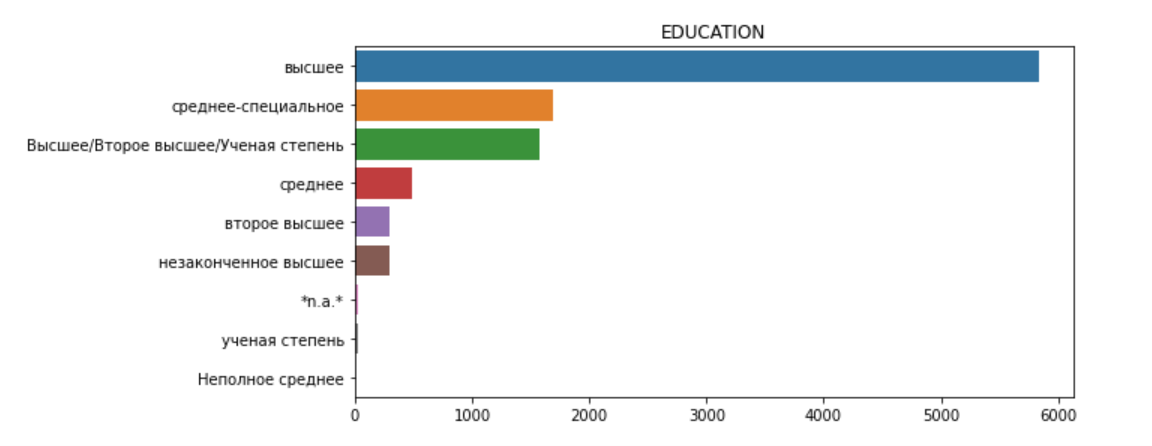 EDUCATION
высшее
среднее-специальное
Высшее/Второе высшее/Ученая степень
среднее
второе высшее
незаконченное высшее
*n.a.*
ученая степень
Неполное среднее
0 1000 2000 3000 4000 5000 6000